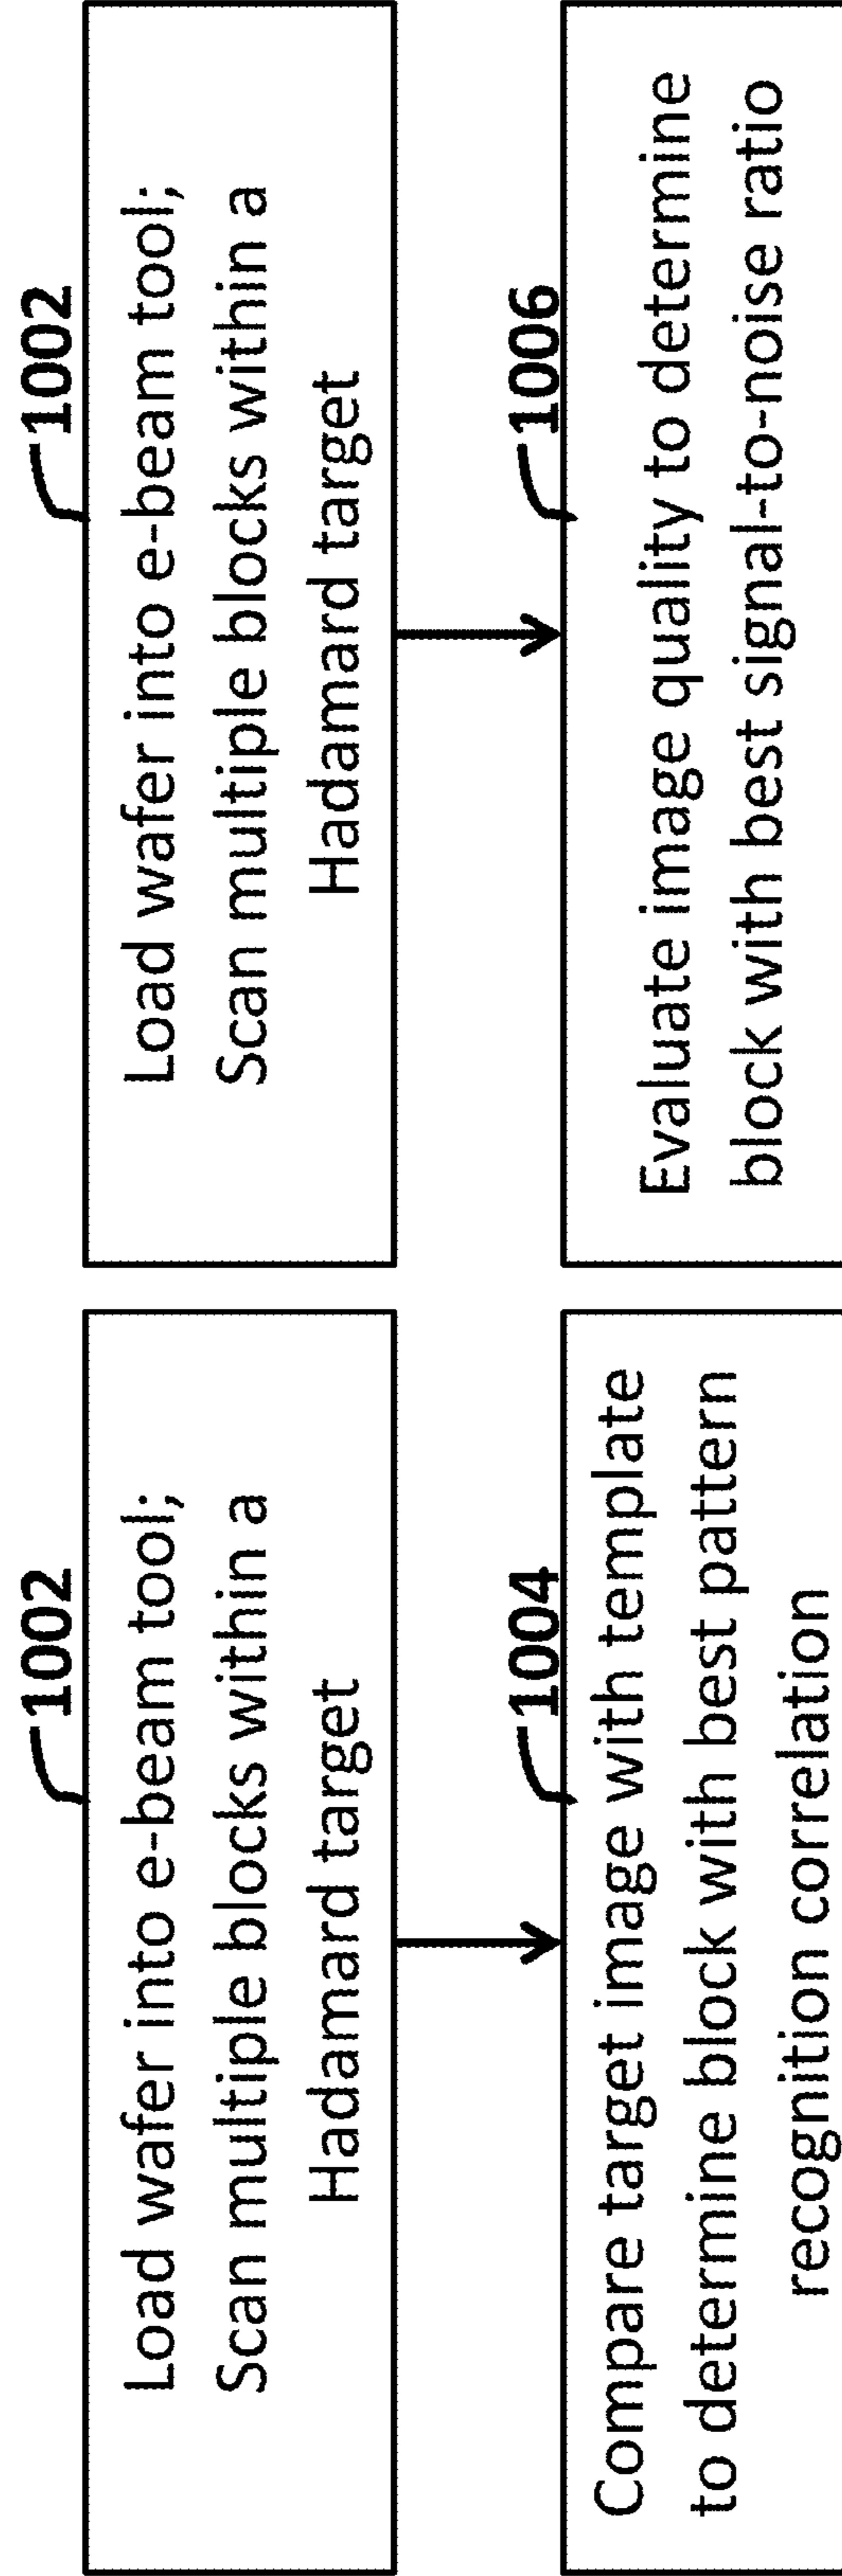 1002
Load wafer into e-beam tool;
Scan multiple blocks within a
Hadamard target
1004
Compare target image with template
to determine block with best pattern
recognition correlation
1002
Load wafer into e-beam tool;
Scan multiple blocks within a
Hadamard target
1006
Evaluate image quality to determine
block with best signal-to-noise ratio